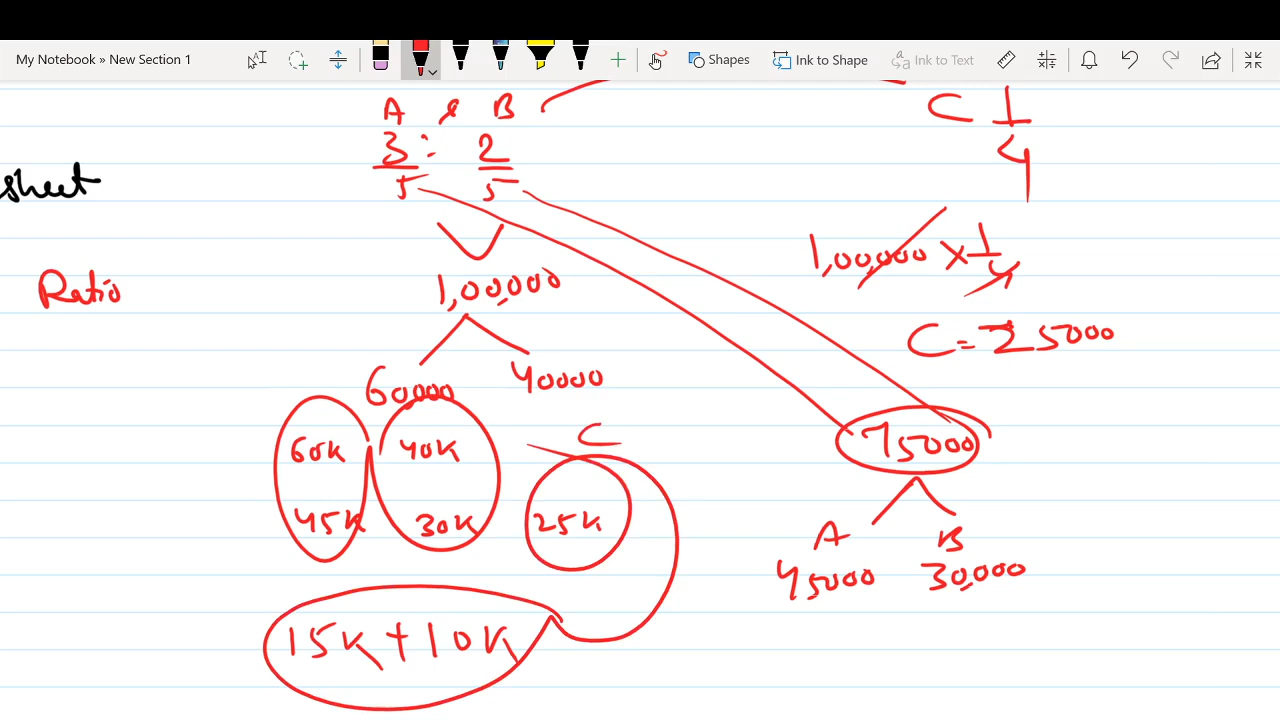 My Notebook » New Section 1
Shapes
Ink to Shape
Ink to Text
A & B
C 1/4
3/5 : 2/5
sheet
1,00,000 × 1/4
Ratio
1,00,000
C = 25000
60000 40000
C
60K 40K
75000
45K 30K 25K
A B
45000 30,000
15K + 10K